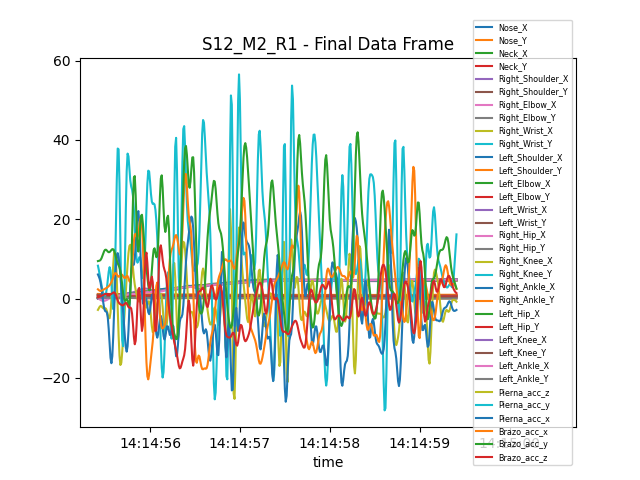 S12_M2_R1 - Final Data Frame
60
40
20
0
−20
14:14:56
14:14:57
14:14:58
14:14:59
time
Nose_X
Nose_Y
Neck_X
Neck_Y
Right_Shoulder_X
Right_Shoulder_Y
Right_Elbow_X
Right_Elbow_Y
Right_Wrist_X
Right_Wrist_Y
Left_Shoulder_X
Left_Shoulder_Y
Left_Elbow_X
Left_Elbow_Y
Left_Wrist_X
Left_Wrist_Y
Right_Hip_X
Right_Hip_Y
Right_Knee_X
Right_Knee_Y
Right_Ankle_X
Right_Ankle_Y
Left_Hip_X
Left_Hip_Y
Left_Knee_X
Left_Knee_Y
Left_Ankle_X
Left_Ankle_Y
Pierna_acc_z
Pierna_acc_y
Pierna_acc_x
Brazo_acc_x
Brazo_acc_y
Brazo_acc_z